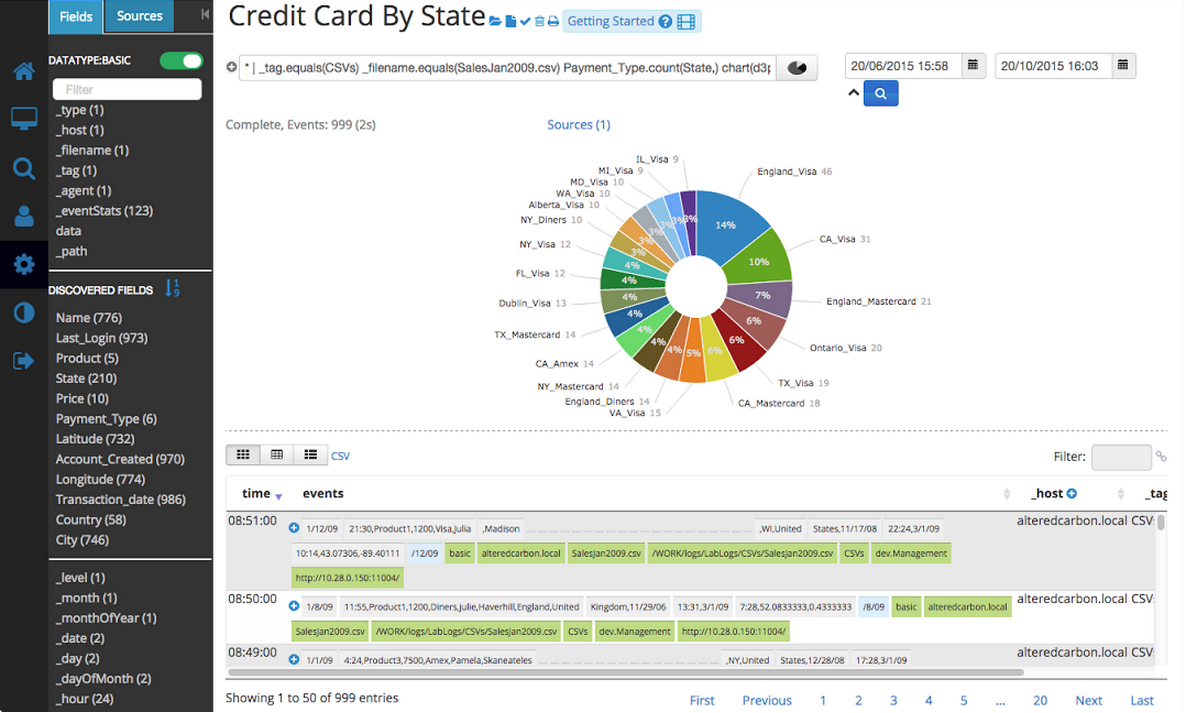 Fields
Sources
Credit Card By State
Getting Started
DATATYPE:BASIC
Filter
_type (1)
_host (1)
_filename (1)
_tag (1)
_agent (1)
_eventStats (123)
data
_path
DISCOVERED FIELDS
Name (776)
Last_Login (973)
Product (5)
State (210)
Price (10)
Payment_Type (6)
Latitude (732)
Account_Created (970)
Longitude (774)
Transaction_date (986)
Country (58)
City (746)
_level (1)
_month (1)
_monthOfYear (1)
_date (2)
_day (2)
_dayOfMonth (2)
_hour (24)
* | _tag.equals(CSVs) _filename.equals(SalesJan2009.csv) Payment_Type.count(State,) chart(d3p
20/06/2015 15:58
20/10/2015 16:03
Complete, Events: 999 (2s)
Sources (1)
IL_Visa 9
MI_Visa 9
MD_Visa 10
WA_Visa 10
Alberta_Visa 10
NY_Diners 10
NY_Visa 12
FL_Visa 12
Dublin_Visa 13
TX_Mastercard 14
CA_Amex 14
NY_Mastercard 14
England_Diners 14
VA_Visa 15
England_Visa 46
CA_Visa 31
England_Mastercard 21
Ontario_Visa 20
TX_Visa 19
CA_Mastercard 18
14%
10%
7%
6%
6%
6%
5%
4%
4%
4%
4%
4%
4%
4%
3%
3%
3%
3%
3%
3%
CSV
Filter:
time
events
_host
_tag
08:51:00
1/12/09 21:30,Product1,1200,Visa,Julia ,Madison ,WI,United States,11/17/08 22:24,3/1/09
alteredcarbon.local CSV
10:14,43.07306,-89.40111 /12/09 basic alteredcarbon.local SalesJan2009.csv /WORK/logs/LabLogs/CSVs/SalesJan2009.csv CSVs dev.Management
http://10.28.0.150:11004/
08:50:00
1/8/09 11:55,Product1,1200,Diners,julie,Haverhill,England,United Kingdom,11/29/06 13:31,3/1/09 7:28,52.0833333,0.4333333 /8/09 basic alteredcarbon.local
alteredcarbon.local CSV
SalesJan2009.csv /WORK/logs/LabLogs/CSVs/SalesJan2009.csv CSVs dev.Management http://10.28.0.150:11004/
08:49:00
1/1/09 4:24,Product3,7500,Amex,Pamela,Skaneateles ,NY,United States,12/28/08 17:28,3/1/09
alteredcarbon.local CSV
Showing 1 to 50 of 999 entries
First Previous 1 2 3 4 5 ... 20 Next Last